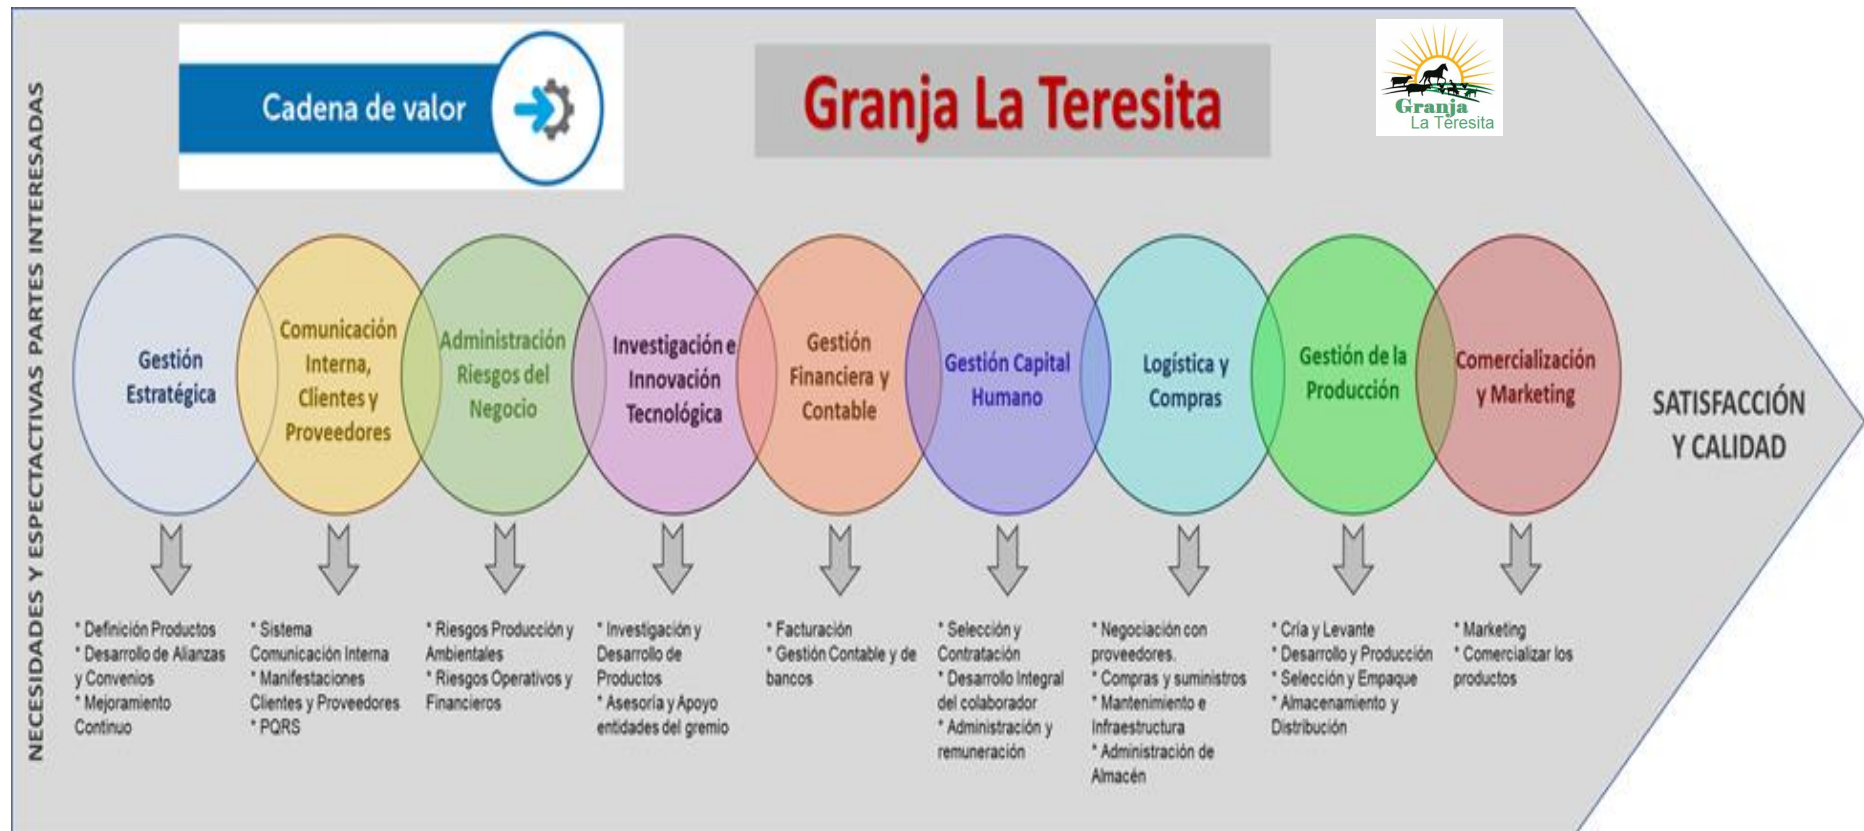 NECESIDADES Y ESPECTACTIVAS PARTES INTERESADAS
Cadena de valor
Granja La Teresita
Granja
La Teresita
Gestión
Estratégica
Comunicación
Interna,
Clientes y
Proveedores
Administración
Riesgos del
Negocio
Investigación e
Innovación
Tecnológica
Gestión
Financiera y
Contable
Gestión Capital
Humano
Logística y
Compras
Gestión de la
Producción
Comercialización
y Marketing
SATISFACCIÓN
Y CALIDAD
* Definición Productos
* Desarrollo de Alianzas
y Convenios
* Mejoramiento
Continuo
* Sistema
Comunicación Interna
* Manifestaciones
Clientes y Proveedores
* PQRS
* Riesgos Producción y
Ambientales
* Riesgos Operativos y
Financieros
* Investigación y
Desarrollo de
Productos
* Asesoría y Apoyo
entidades del gremio
* Facturación
* Gestión Contable y de
bancos
* Selección y
Contratación
* Desarrollo Integral
del colaborador
* Administración y
remuneración
* Negociación con
proveedores.
* Compras y suministros
* Mantenimiento e
Infraestructura
* Administración de
Almacén
* Cría y Levante
* Desarrollo y Producción
* Selección y Empaque
* Almacenamiento y
Distribución
* Marketing
* Comercializar los
productos